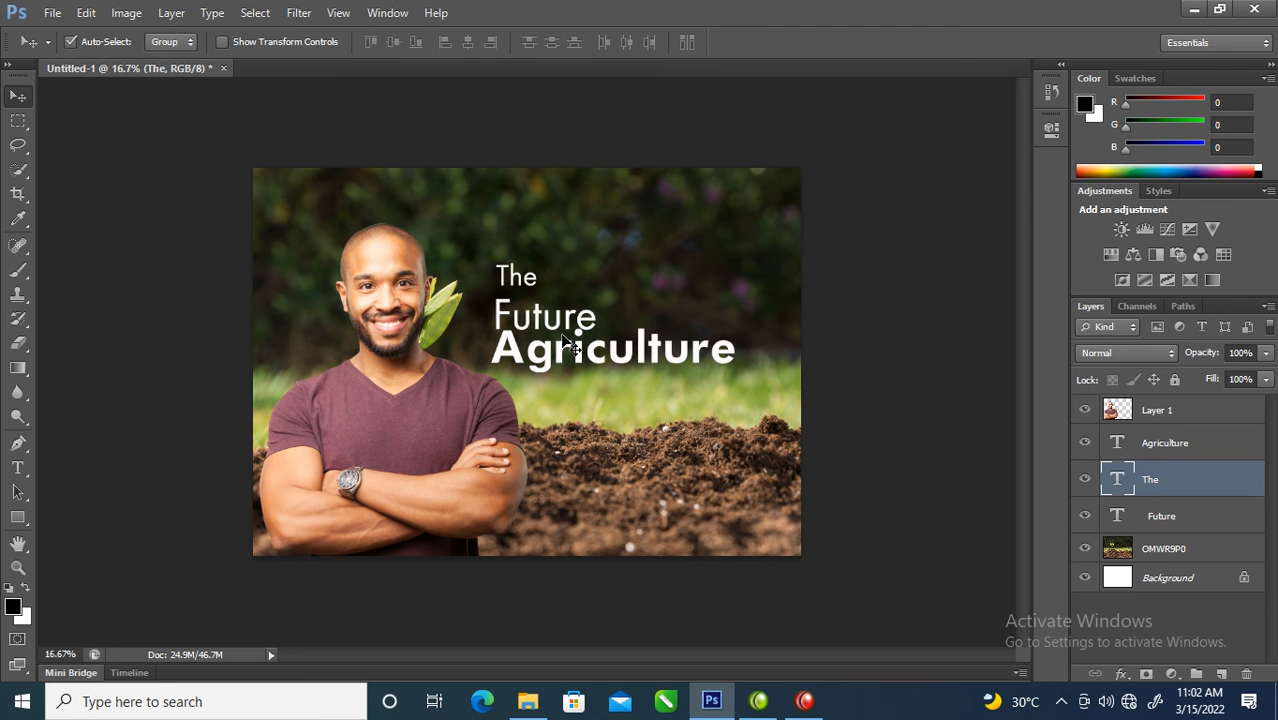 Ps File Edit Image Layer Type Select Filter View Window Help
Auto-Select: Group Show Transform Controls Essentials
Untitled-1 @ 16.7% (The, RGB/8) * ×
Color Swatches
R 0
G 0
B 0
Adjustments Styles
Add an adjustment
The
Future
Agriculture
Layers Channels Paths
Kind
Normal Opacity: 100%
Lock: Fill: 100%
Layer 1
T Agriculture
T The
T Future
OMWR9P0
Background
Activate Windows
Go to Settings to activate Windows.
16.67% Doc: 24.9M/46.7M
Mini Bridge Timeline
Type here to search
Ps
30°C
11:02 AM
3/15/2022